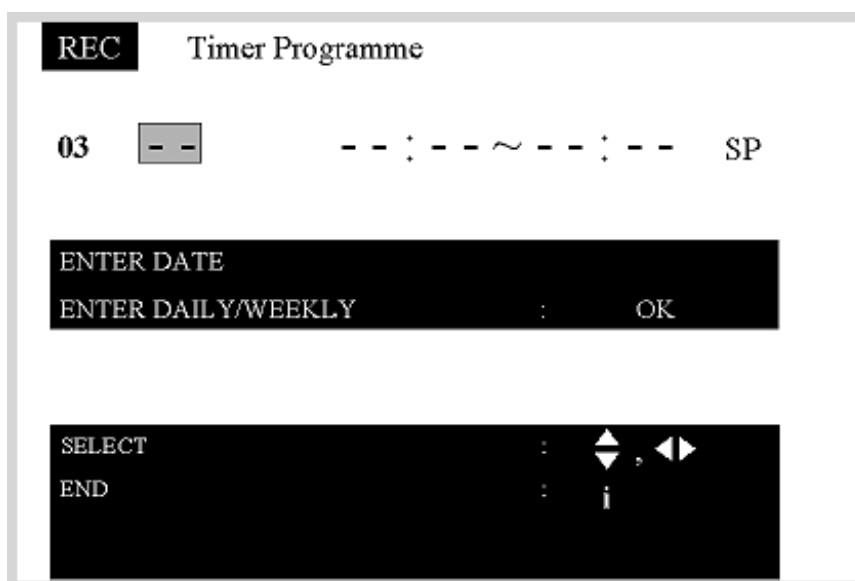 REC Timer Programme
03 - - - - : - - ~ - - : - - SP
ENTER DATE
ENTER DAILY/WEEKLY : OK
SELECT : ,
END : i